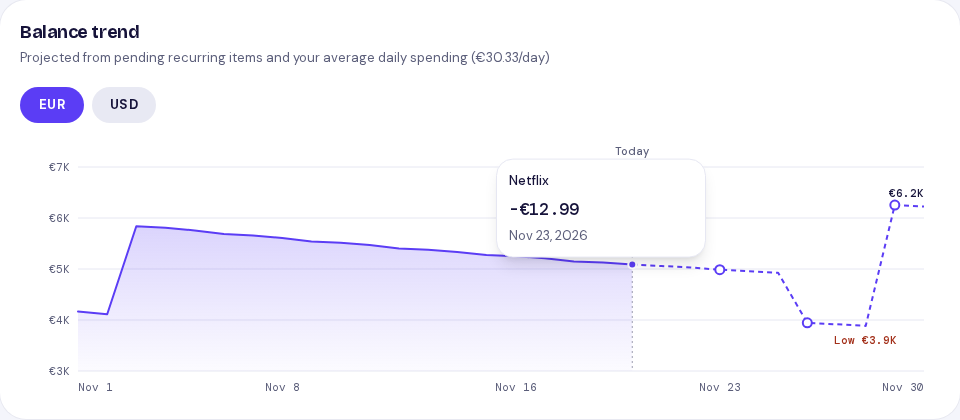 Balance trend
Projected from pending recurring items and your average daily spending (€30.33/day)
EUR USD
Today
€7K
Netflix
-€12.99
Nov 23, 2026
€6.2K
€6K
€5K
€4K
Low €3.9K
€3K
Nov 1 Nov 8 Nov 16 Nov 23 Nov 30